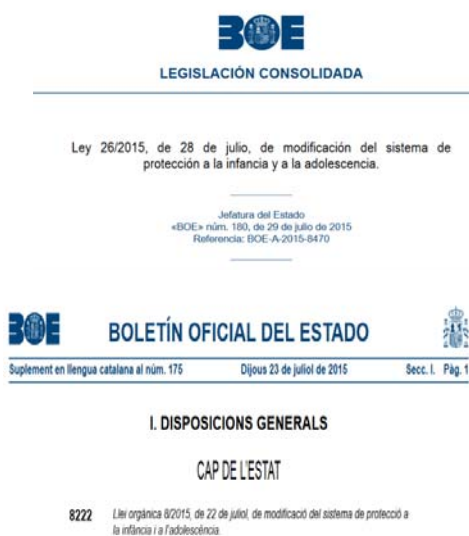 BOE
LEGISLACIÓN CONSOLIDADA
Ley 26/2015, de 28 de julio, de modificación del sistema de
protección a la infancia y a la adolescencia.
Jefatura del Estado
«BOE» núm. 180, de 29 de julio de 2015
Referencia: BOE-A-2015-8470
BOE BOLETÍN OFICIAL DEL ESTADO
Suplement en llengua catalana al núm. 175 Dijous 23 de juliol de 2015 Secc. I. Pàg. 1
I. DISPOSICIONS GENERALS
CAP DE L'ESTAT
8222 Llei orgànica 8/2015, de 22 de juliol, de modificació del sistema de protecció a
la infància i a l'adolescència.